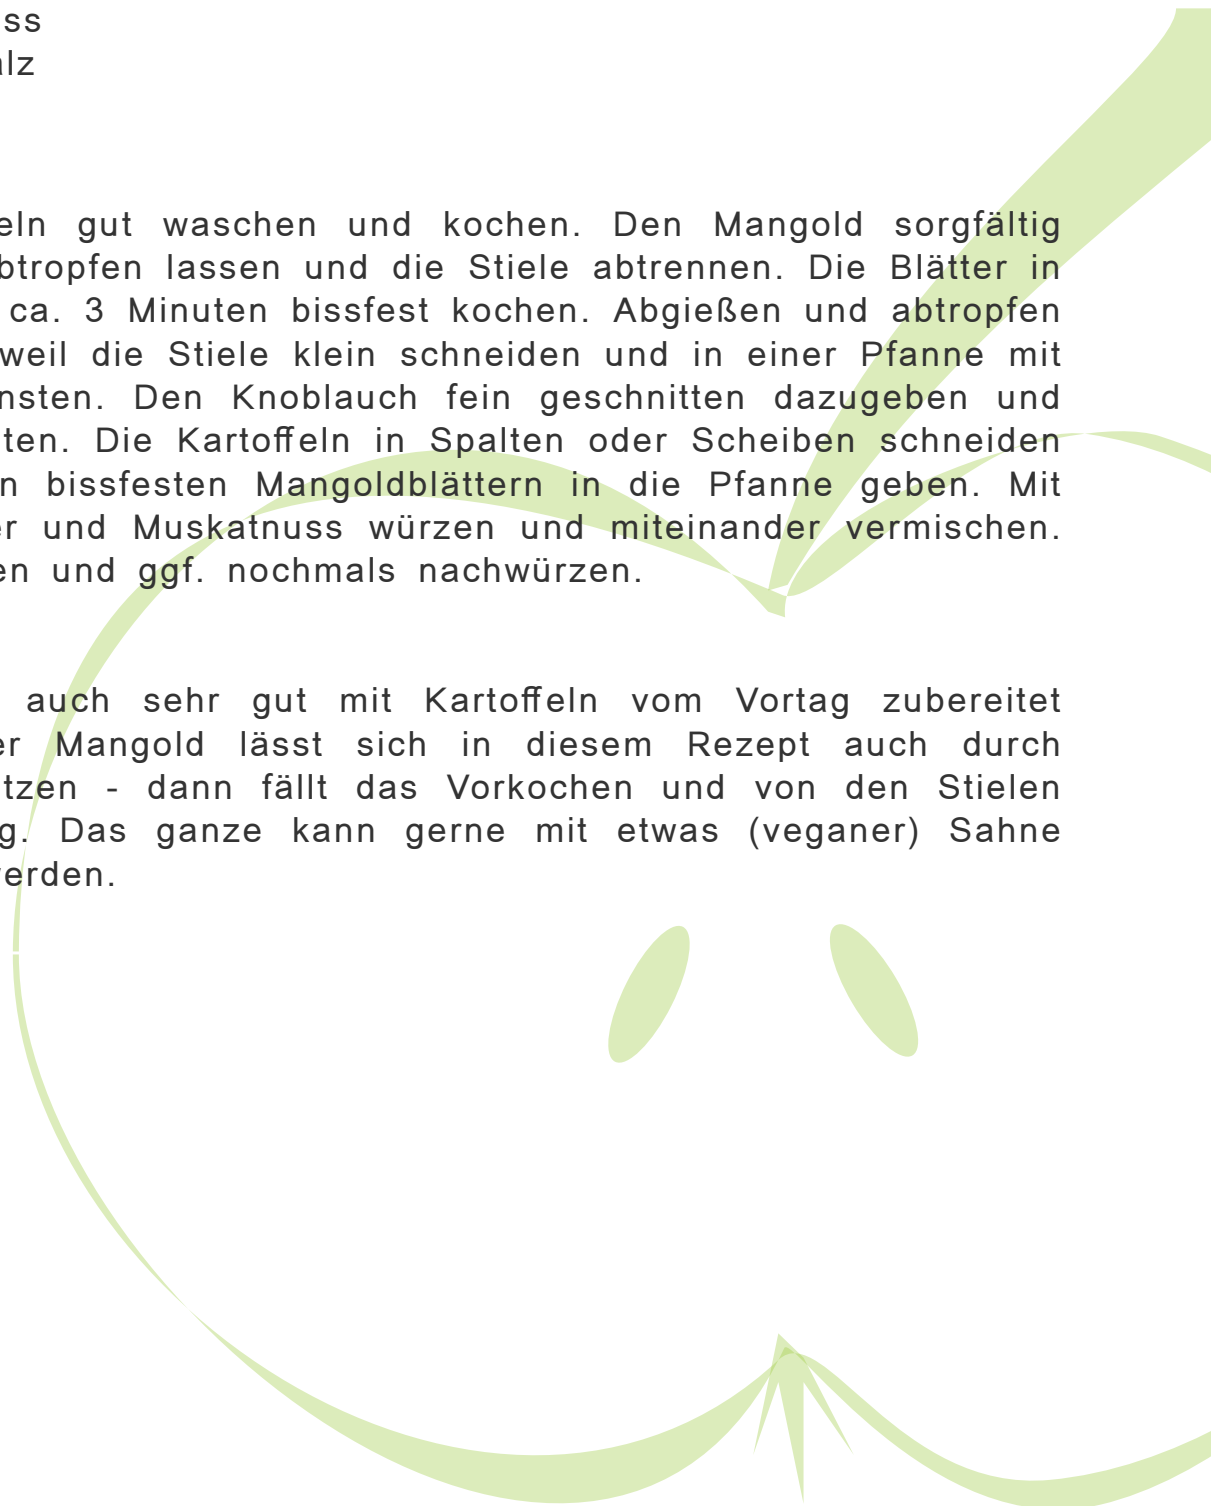 ss
alz
eln gut waschen und kochen. Den Mangold sorgfältig
btropfen lassen und die Stiele abtrennen. Die Blätter in
ca. 3 Minuten bissfest kochen. Abgießen und abtropfen
weil die Stiele klein schneiden und in einer Pfanne mit
nsten. Den Knoblauch fein geschnitten dazugeben und
ten. Die Kartoffeln in Spalten oder Scheiben schneiden
n bissfesten Mangoldblättern in die Pfanne geben. Mit
er und Muskatnuss würzen und miteinander vermischen.
en und ggf. nochmals nachwürzen.
auch sehr gut mit Kartoffeln vom Vortag zubereitet
er Mangold lässt sich in diesem Rezept auch durch
tzen - dann fällt das Vorkochen und von den Stielen
g. Das ganze kann gerne mit etwas (veganer) Sahne
werden.